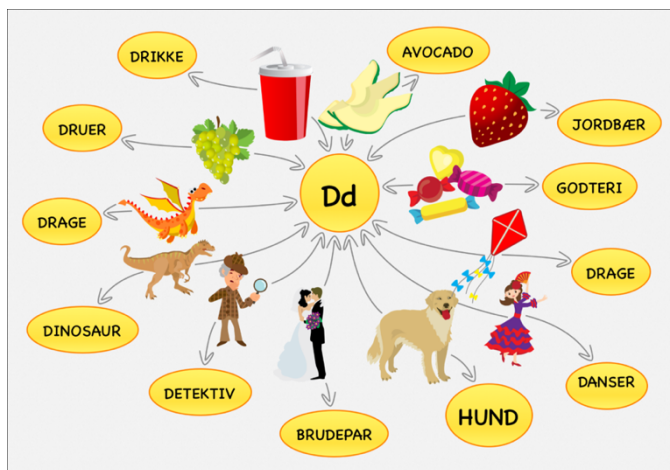 DRIKKE
AVOCADO
DRUER
JORDBÆR
Dd
GODTERI
DRAGE
DRAGE
DINOSAUR
DETEKTIV
DANSER
HUND
BRUDEPAR